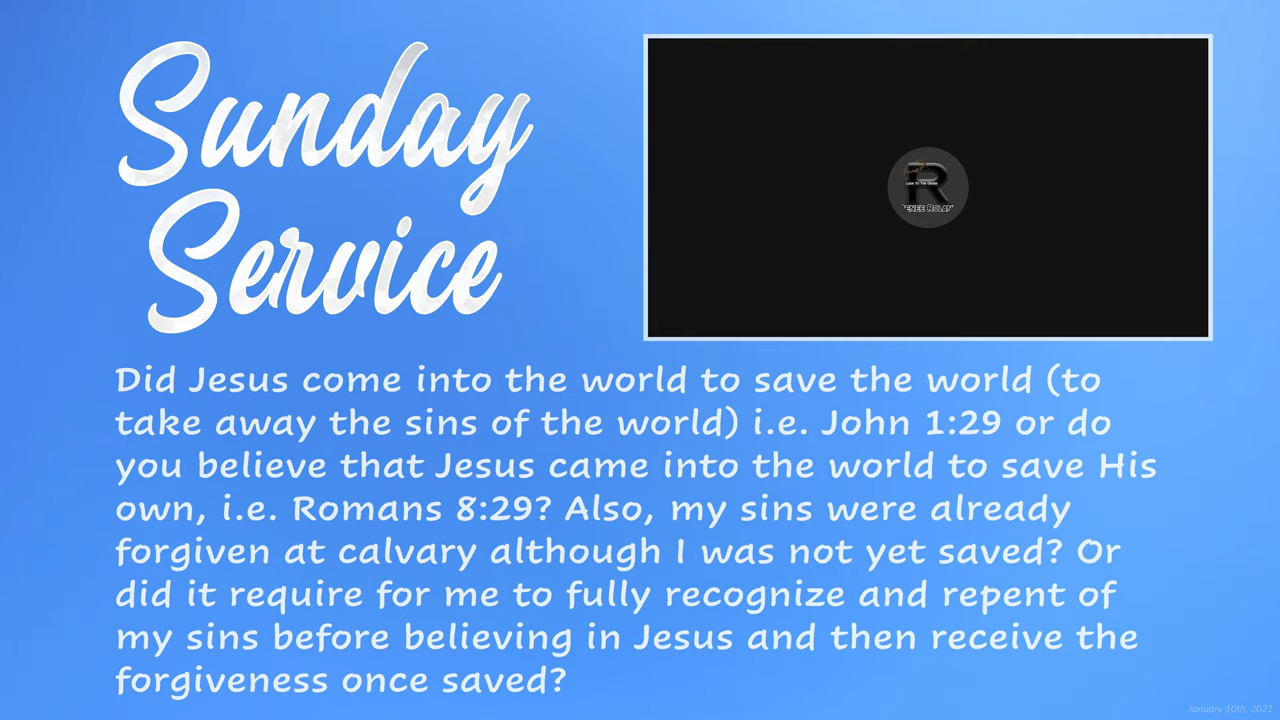 Sunday
Service
R
LOOK TO THE CROSS
Did Jesus come into the world to save the world (to
take away the sins of the world) i.e. John 1:29 or do
you believe that Jesus came into the world to save His
own, i.e. Romans 8:29? Also, my sins were already
forgiven at calvary although I was not yet saved? Or
did it require for me to fully recognize and repent of
my sins before believing in Jesus and then receive the
forgiveness once saved?
January 10th, 2021